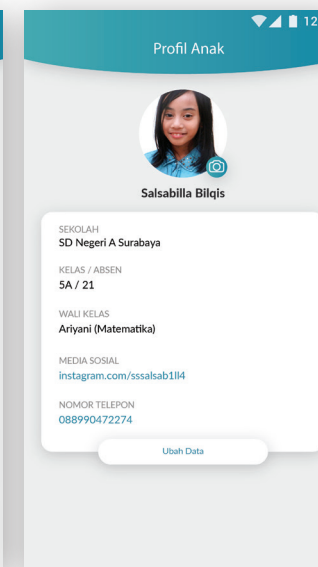 12
Profil Anak
Salsabilla Bilqis
SEKOLAH
SD Negeri A Surabaya
KELAS / ABSEN
5A / 21
WALI KELAS
Ariyani (Matematika)
MEDIA SOSIAL
instagram.com/sssalsab1ll4
NOMOR TELEPON
088990472274
Ubah Data